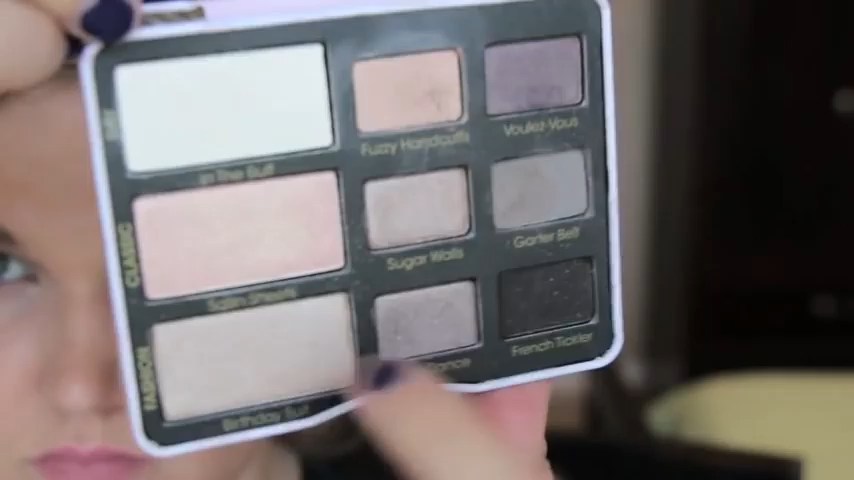 In The Buff
Fuzzy Handcuffs
Voulez-Vous
CLASSIC
Satin Sheets
Sugar Walls
Garter Belt
FASHION
Birthday Suit
French Tickler